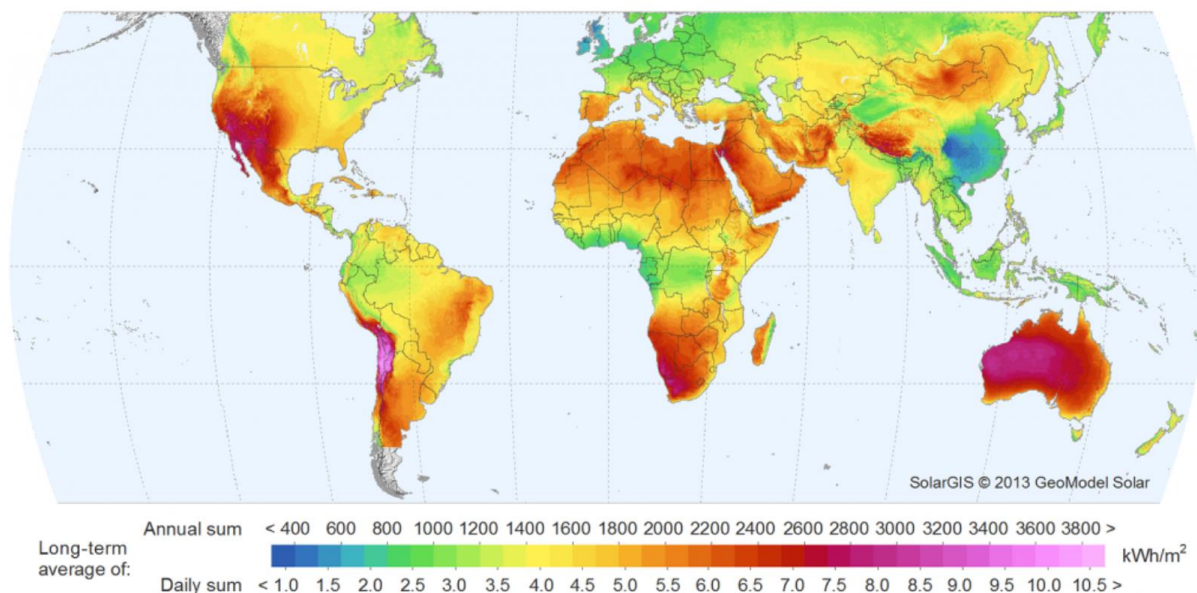 SolarGIS © 2013 GeoModel Solar
Annual sum < 400 600 800 1000 1200 1400 1600 1800 2000 2200 2400 2600 2800 3000 3200 3400 3600 3800 >
Long-term average of: kWh/m²
Daily sum < 1.0 1.5 2.0 2.5 3.0 3.5 4.0 4.5 5.0 5.5 6.0 6.5 7.0 7.5 8.0 8.5 9.0 9.5 10.0 10.5 >